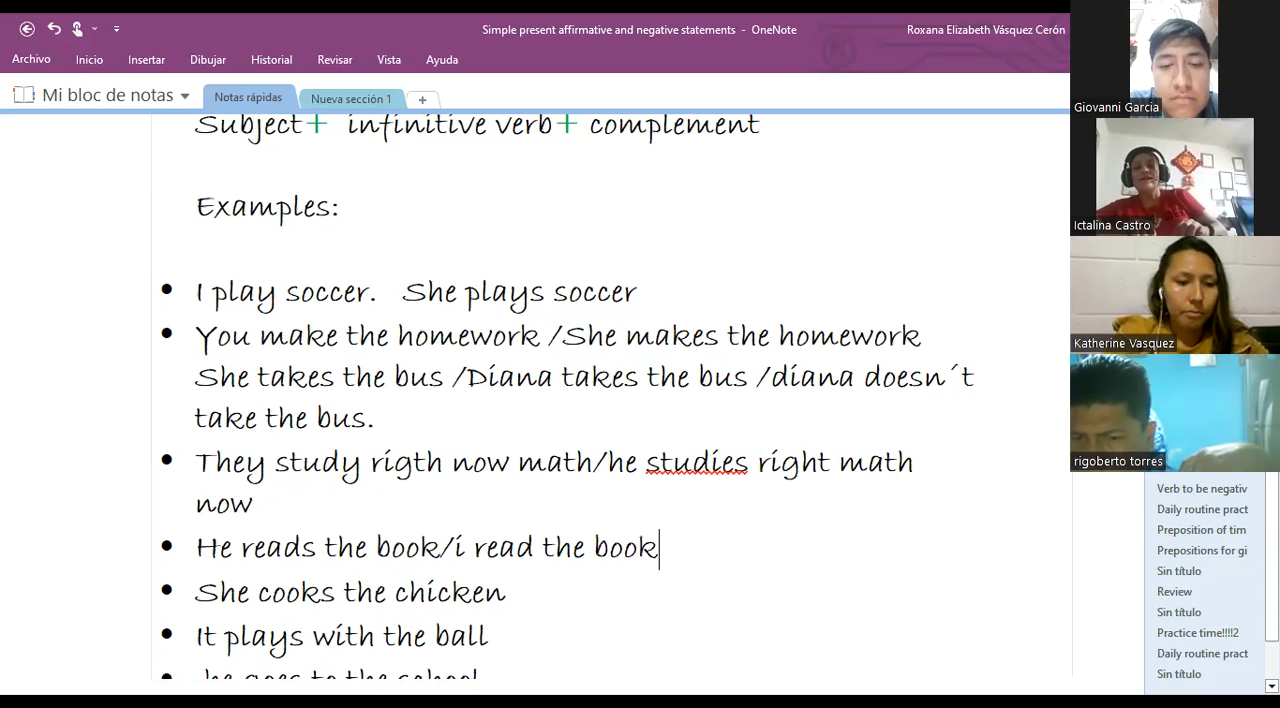 Simple present affirmative and negative statements - OneNote
Roxana Elizabeth Vásquez Cerón
Archivo Inicio Insertar Dibujar Historial Revisar Vista Ayuda
Mi bloc de notas Notas rápidas Nueva sección 1 +
Subject+ infinitive verb+ complement
Examples:
• I play soccer. She plays soccer
• You make the homework /She makes the homework
She takes the bus /Diana takes the bus /diana doesn´t
take the bus.
• They study rigth now math/he studies right math
now
• He reads the book/i read the book
• She cooks the chicken
• It plays with the ball
• he goes to the school
Giovanni Garcia
Ictalina Castro
Katherine Vasquez
rigoberto torres
Verb to be negativ
Daily routine pract
Preposition of tim
Prepositions for gi
Sin título
Review
Sin título
Practice time!!!!2
Daily routine pract
Sin título